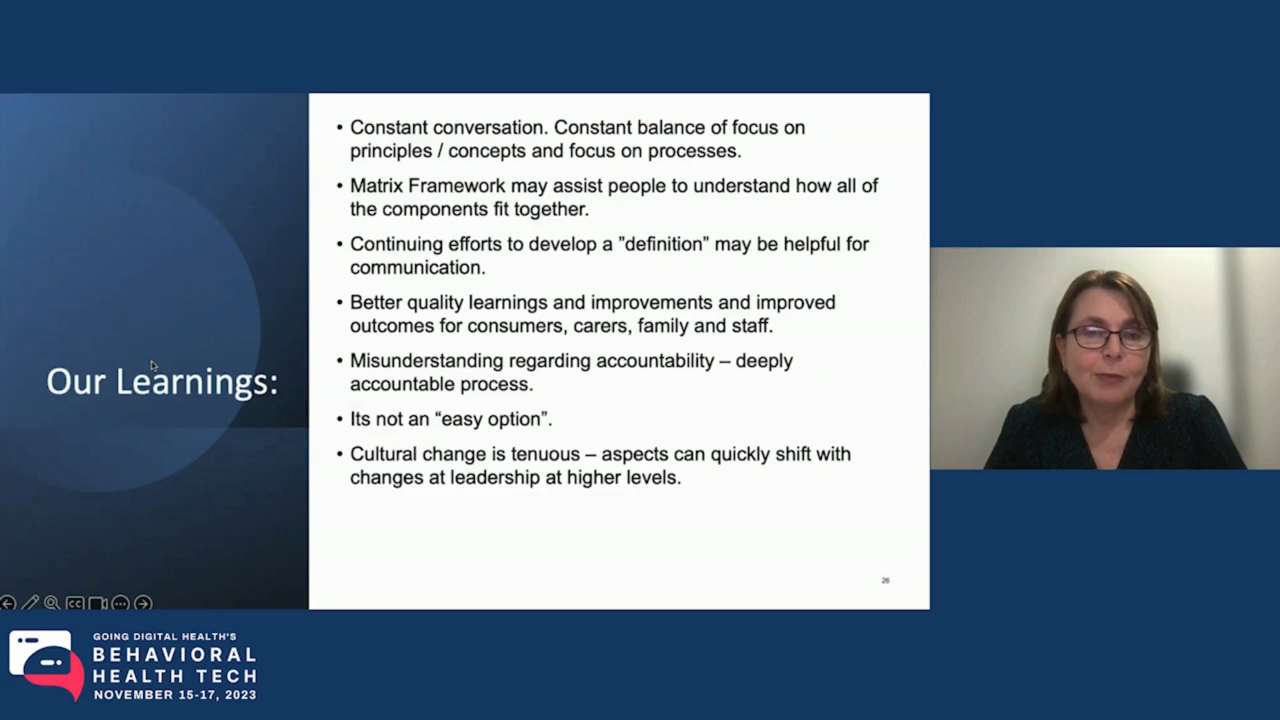 Our Learnings:
• Constant conversation. Constant balance of focus on
principles / concepts and focus on processes.
• Matrix Framework may assist people to understand how all of
the components fit together.
• Continuing efforts to develop a ”definition” may be helpful for
communication.
• Better quality learnings and improvements and improved
outcomes for consumers, carers, family and staff.
• Misunderstanding regarding accountability – deeply
accountable process.
• Its not an “easy option”.
• Cultural change is tenuous – aspects can quickly shift with
changes at leadership at higher levels.
26
CC
GOING DIGITAL HEALTH'S
BEHAVIORAL
HEALTH TECH
NOVEMBER 15-17, 2023